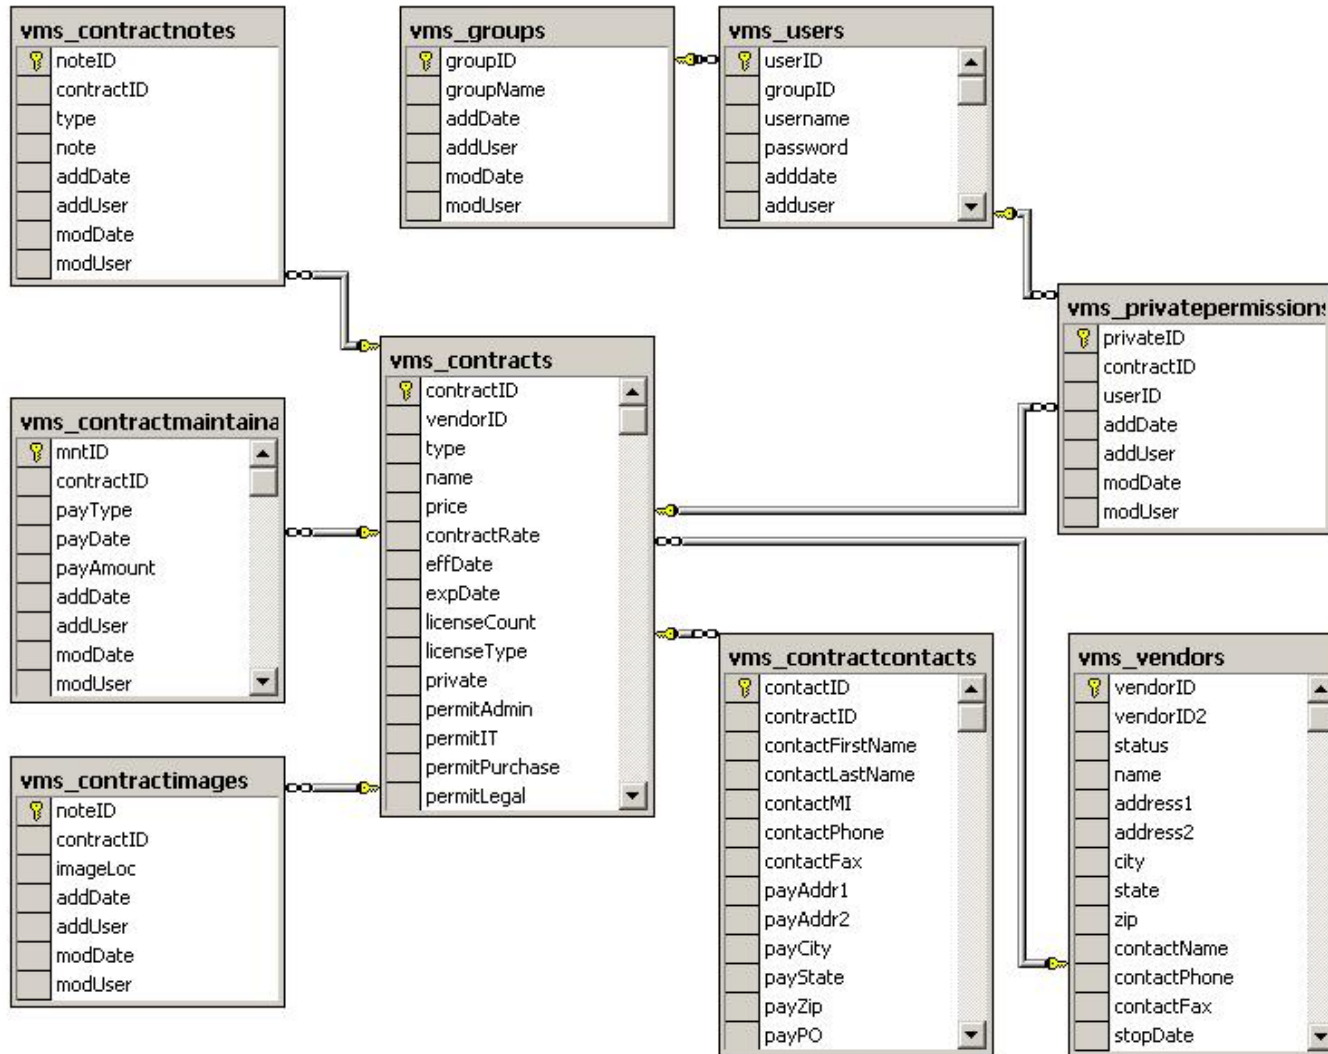 vms_contractnotes
noteID
contractID
type
note
addDate
addUser
modDate
modUser
vms_groups
groupID
groupName
addDate
addUser
modDate
modUser
vms_users
userID
groupID
username
password
adddate
adduser
vms_privatepermissions
privateID
contractID
userID
addDate
addUser
modDate
modUser
vms_contracts
contractID
vendorID
type
name
price
contractRate
effDate
expDate
licenseCount
licenseType
private
permitAdmin
permitIT
permitPurchase
permitLegal
vms_contractmaintaina
mntID
contractID
payType
payDate
payAmount
addDate
addUser
modDate
modUser
vms_contractimages
noteID
contractID
imageLoc
addDate
addUser
modDate
modUser
vms_contractcontacts
contactID
contractID
contactFirstName
contactLastName
contactMI
contactPhone
contactFax
payAddr1
payAddr2
payCity
payState
payZip
payPO
vms_vendors
vendorID
vendorID2
status
name
address1
address2
city
state
zip
contactName
contactPhone
contactFax
stopDate